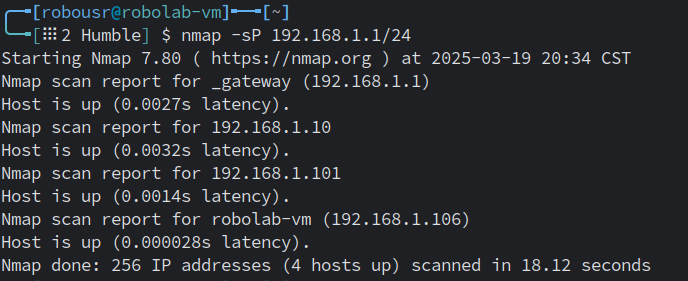 [robousr@robolab-vm]—[~]
[⁝⁝⁝2 Humble] $ nmap -sP 192.168.1.1/24
Starting Nmap 7.80 ( https://nmap.org ) at 2025-03-19 20:34 CST
Nmap scan report for _gateway (192.168.1.1)
Host is up (0.0027s latency).
Nmap scan report for 192.168.1.10
Host is up (0.0032s latency).
Nmap scan report for 192.168.1.101
Host is up (0.0014s latency).
Nmap scan report for robolab-vm (192.168.1.106)
Host is up (0.000028s latency).
Nmap done: 256 IP addresses (4 hosts up) scanned in 18.12 seconds